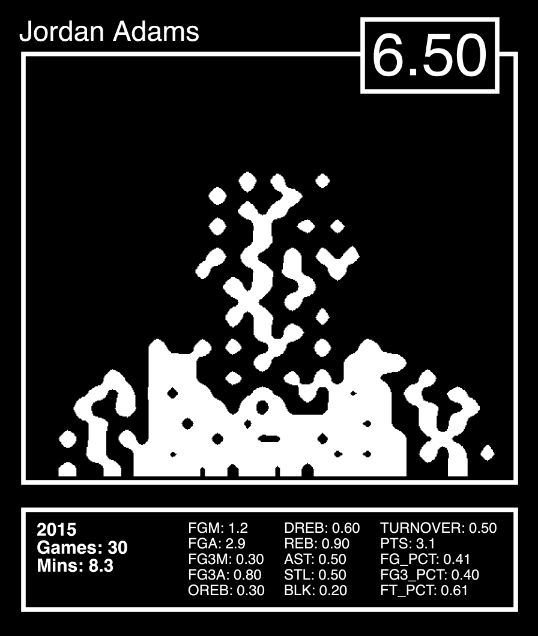 Jordan Adams
6.50
2015
Games: 30
Mins: 8.3
FGM: 1.2
FGA: 2.9
FG3M: 0.30
FG3A: 0.80
OREB: 0.30
DREB: 0.60
REB: 0.90
AST: 0.50
STL: 0.50
BLK: 0.20
TURNOVER: 0.50
PTS: 3.1
FG_PCT: 0.41
FG3_PCT: 0.40
FT_PCT: 0.61